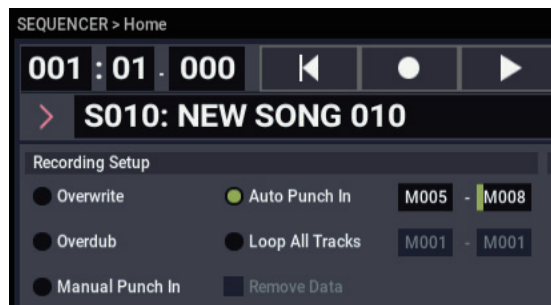 SEQUENCER > Home
001 : 01 . 000
S010: NEW SONG 010
Recording Setup
Overwrite Auto Punch In M005 - M008
Overdub Loop All Tracks M001 - M001
Manual Punch In Remove Data